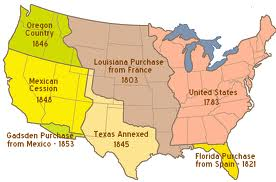 Oregon
Country
1846
Louisiana Purchase
from France
1803
Mexican
Cession
1848
United States
1783
Gadsden Purchase
from Mexico - 1853
Texas Annexed
1845
Florida Purchase
from Spain - 1821